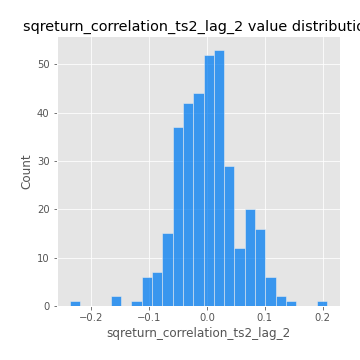 sqreturn_correlation_ts2_lag_2 value distributio
50
40
30
20
10
0
Count
−0.2 −0.1 0.0 0.1 0.2
sqreturn_correlation_ts2_lag_2